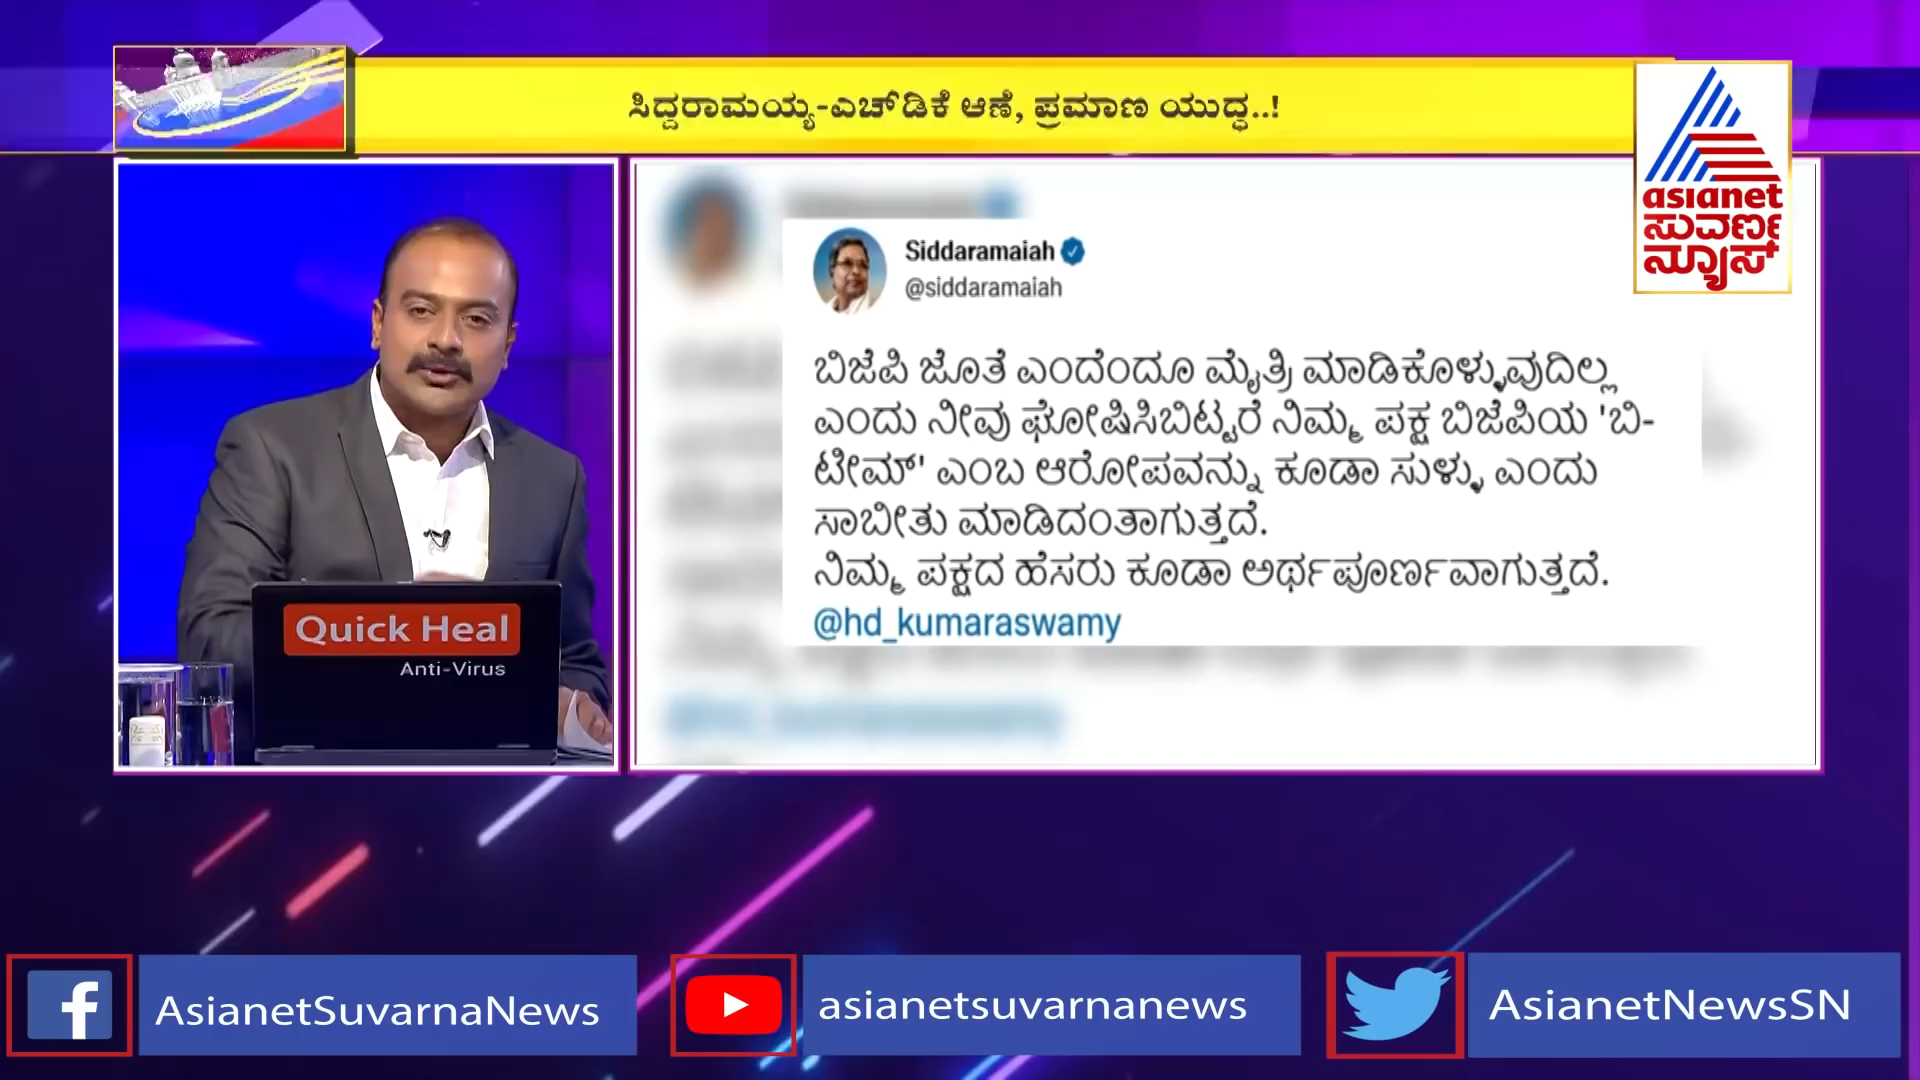 ಸಿದ್ದರಾಮಯ್ಯ-ಎಚ್‌ಡಿಕೆ ಆಣೆ, ಪ್ರಮಾಣ ಯುದ್ಧ..!
asianet
ಸುವರ್ಣ
ನ್ಯೂಸ್
Siddaramaiah
@siddaramaiah
ಬಿಜೆಪಿ ಜೊತೆ ಎಂದೆಂದೂ ಮೈತ್ರಿ ಮಾಡಿಕೊಳ್ಳುವುದಿಲ್ಲ
ಎಂದು ನೀವು ಘೋಷಿಸಿಬಿಟ್ಟರೆ ನಿಮ್ಮ ಪಕ್ಷ ಬಿಜೆಪಿಯ 'ಬಿ-
ಟೀಮ್' ಎಂಬ ಆರೋಪವನ್ನು ಕೂಡಾ ಸುಳ್ಳು ಎಂದು
ಸಾಬೀತು ಮಾಡಿದಂತಾಗುತ್ತದೆ.
ನಿಮ್ಮ ಪಕ್ಷದ ಹೆಸರು ಕೂಡಾ ಅರ್ಥಪೂರ್ಣವಾಗುತ್ತದೆ.
@hd_kumaraswamy
Quick Heal
Anti-Virus
AsianetSuvarnaNews
asianetsuvarnanews
AsianetNewsSN